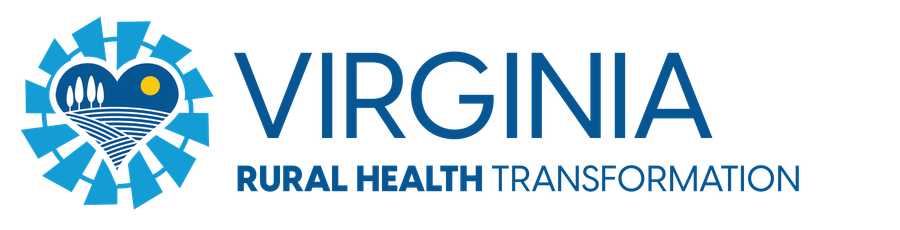 VIRGINIA
RURAL HEALTH TRANSFORMATION